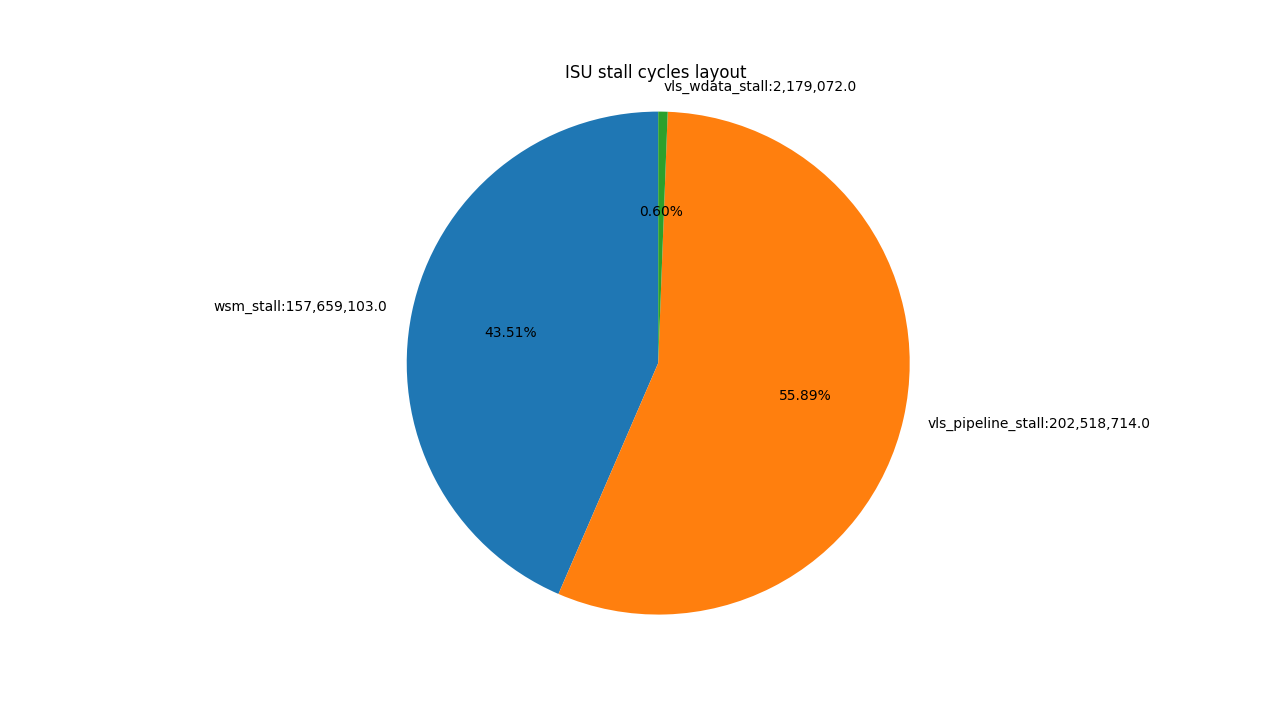 ISU stall cycles layout
vls_wdata_stall:2,179,072.0
0.60%
wsm_stall:157,659,103.0
43.51%
55.89%
vls_pipeline_stall:202,518,714.0